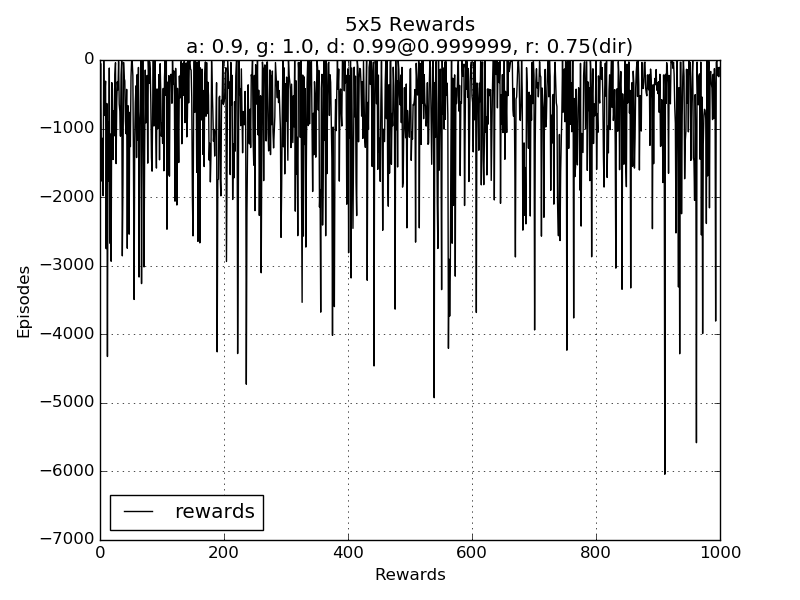 5x5 Rewards
a: 0.9, g: 1.0, d: 0.99@0.999999, r: 0.75(dir)
0
−1000
−2000
−3000
−4000
−5000
−6000
−7000
Episodes
rewards
0 200 400 600 800 1000
Rewards